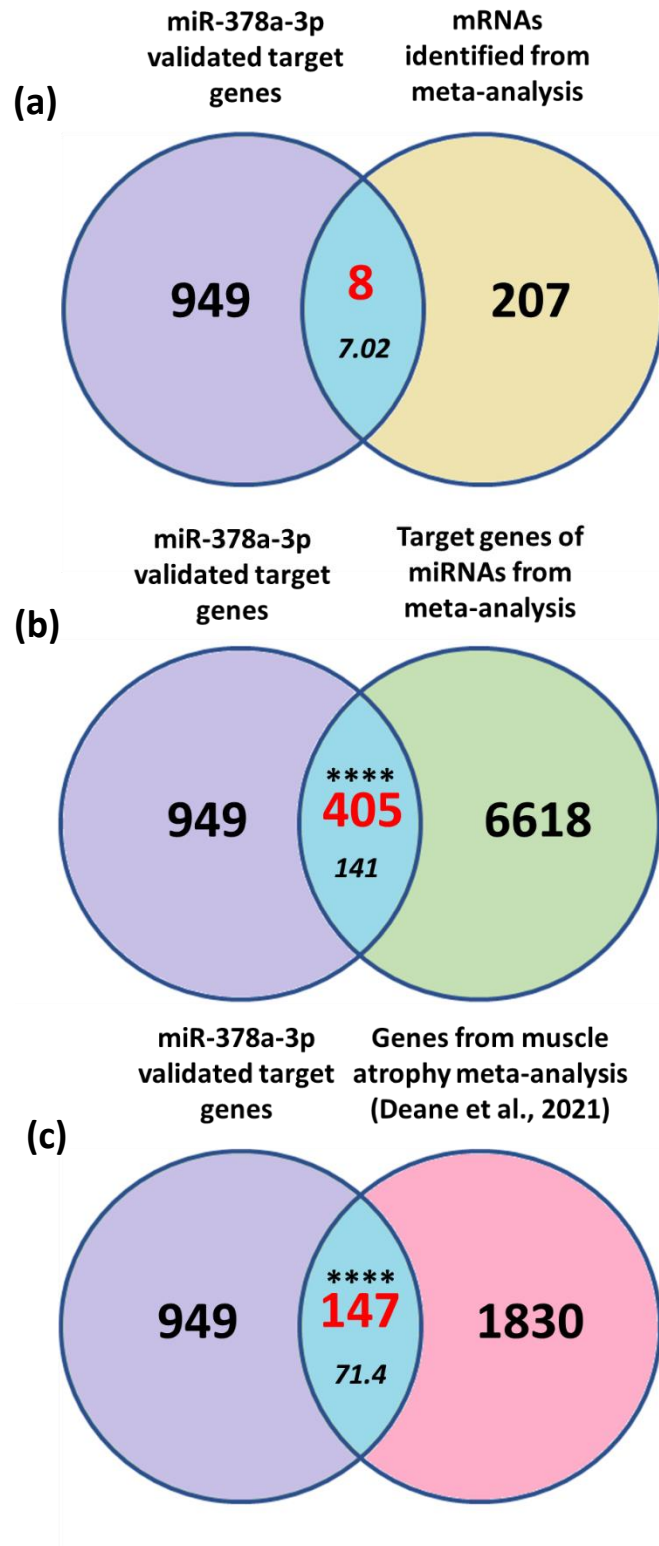 miR-378a-3p
validated target
genes
mRNAs
identified from
meta-analysis
(a)
949
8
7.02
207
miR-378a-3p
validated target
genes
Target genes of
miRNAs from
meta-analysis
(b)
949
****
405
141
6618
miR-378a-3p
validated target
genes
Genes from muscle
atrophy meta-analysis
(Deane et al., 2021)
(c)
949
****
147
71.4
1830